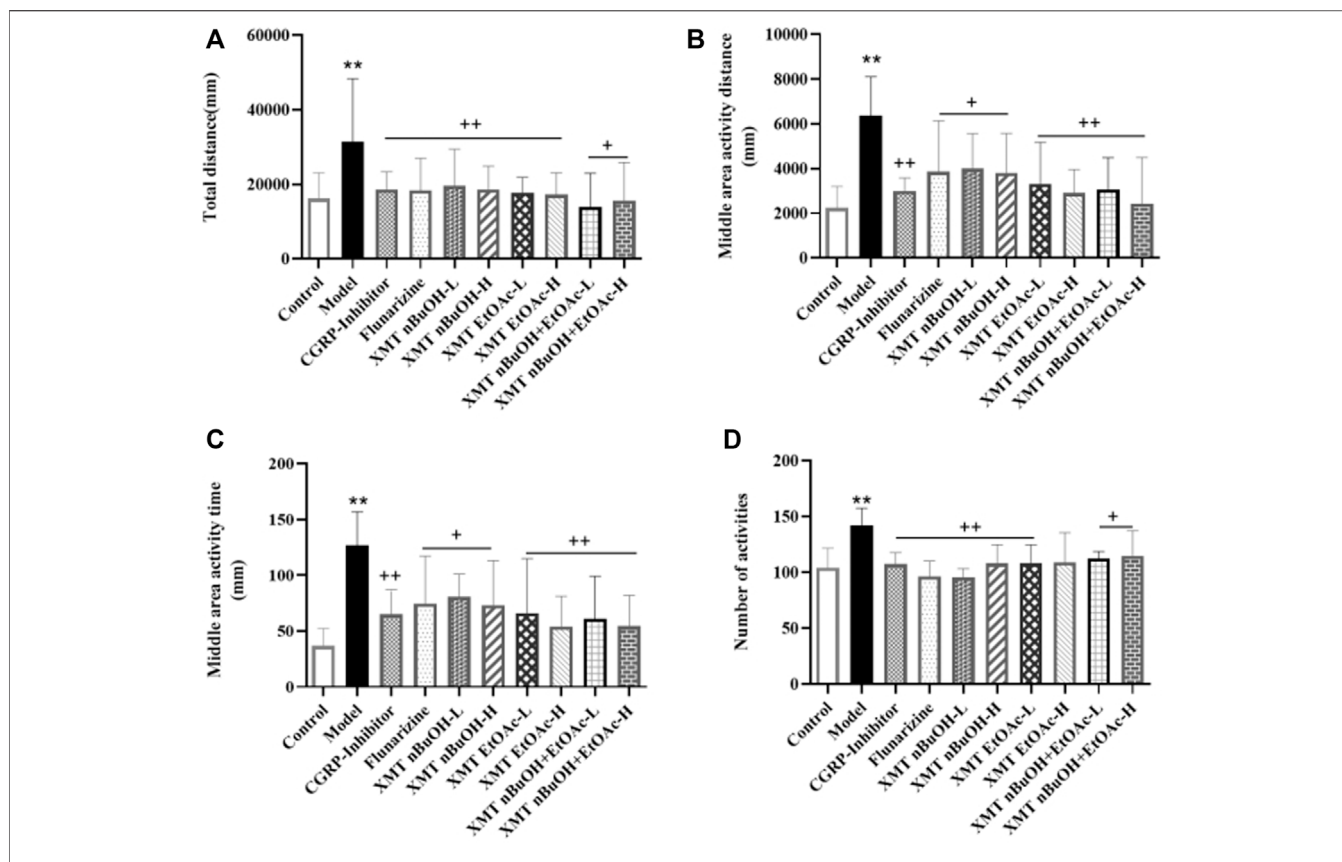 A
Total distance(mm)
60000
40000
20000
0
**
++
+
Control
Model
CGRP-Inhibitor
Flunarizine
XMT nBuOH-L
XMT nBuOH-H
XMT EtOAc-L
XMT EtOAc-H
XMT nBuOH+EtOAc-L
XMT nBuOH+EtOAc-H
B
Middle area activity distance
(mm)
10000
8000
6000
4000
2000
0
**
++
+
++
Control
Model
CGRP-Inhibitor
Flunarizine
XMT nBuOH-L
XMT nBuOH-H
XMT EtOAc-L
XMT EtOAc-H
XMT nBuOH+EtOAc-L
XMT nBuOH+EtOAc-H
C
Middle area activity time
(mm)
200
150
100
50
0
**
++
+
++
Control
Model
CGRP-Inhibitor
Flunarizine
XMT nBuOH-L
XMT nBuOH-H
XMT EtOAc-L
XMT EtOAc-H
XMT nBuOH+EtOAc-L
XMT nBuOH+EtOAc-H
D
Number of activities
200
150
100
50
0
**
++
+
Control
Model
CGRP-Inhibitor
Flunarizine
XMT nBuOH-L
XMT nBuOH-H
XMT EtOAc-L
XMT EtOAc-H
XMT nBuOH+EtOAc-L
XMT nBuOH+EtOAc-H